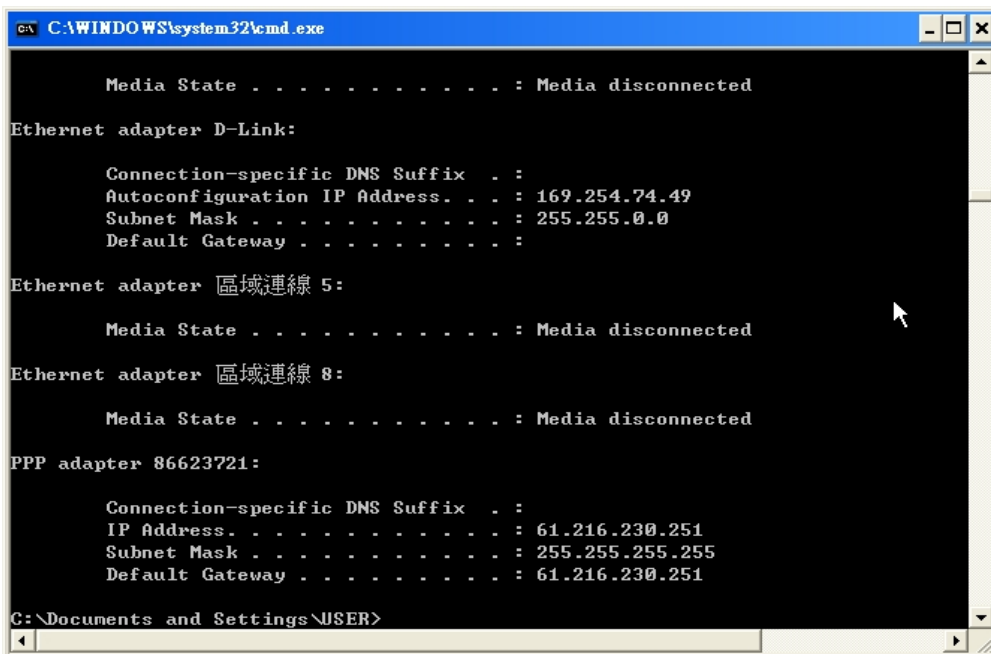 C:\WINDOWS\system32\cmd.exe
Media State . . . . . . . . . . . : Media disconnected
Ethernet adapter D-Link:
Connection-specific DNS Suffix  . :
Autoconfiguration IP Address. . . : 169.254.74.49
Subnet Mask . . . . . . . . . . . : 255.255.0.0
Default Gateway . . . . . . . . . :
Ethernet adapter 區域連線 5:
Media State . . . . . . . . . . . : Media disconnected
Ethernet adapter 區域連線 8:
Media State . . . . . . . . . . . : Media disconnected
PPP adapter 86623721:
Connection-specific DNS Suffix  . :
IP Address. . . . . . . . . . . . : 61.216.230.251
Subnet Mask . . . . . . . . . . . : 255.255.255.255
Default Gateway . . . . . . . . . : 61.216.230.251
C:\Documents and Settings\USER>